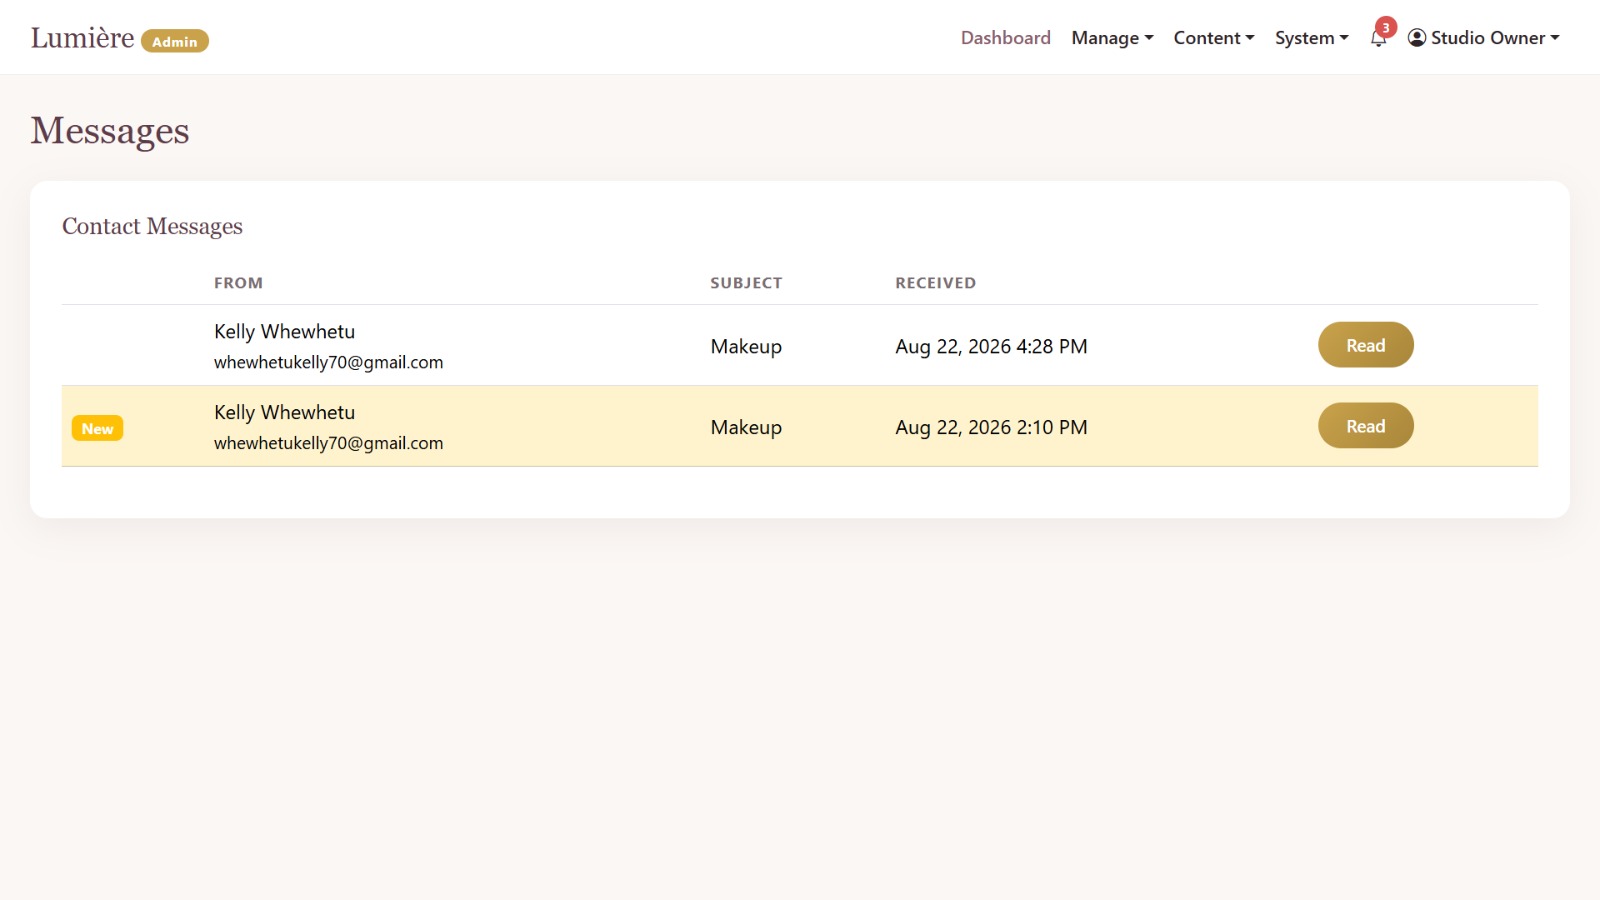 Lumière Admin
Dashboard Manage Content System 3 Studio Owner
Messages
Contact Messages
FROM SUBJECT RECEIVED
Kelly Whewhetu
whewhetukelly70@gmail.com
Makeup
Aug 22, 2026 4:28 PM
Read
New
Kelly Whewhetu
whewhetukelly70@gmail.com
Makeup
Aug 22, 2026 2:10 PM
Read